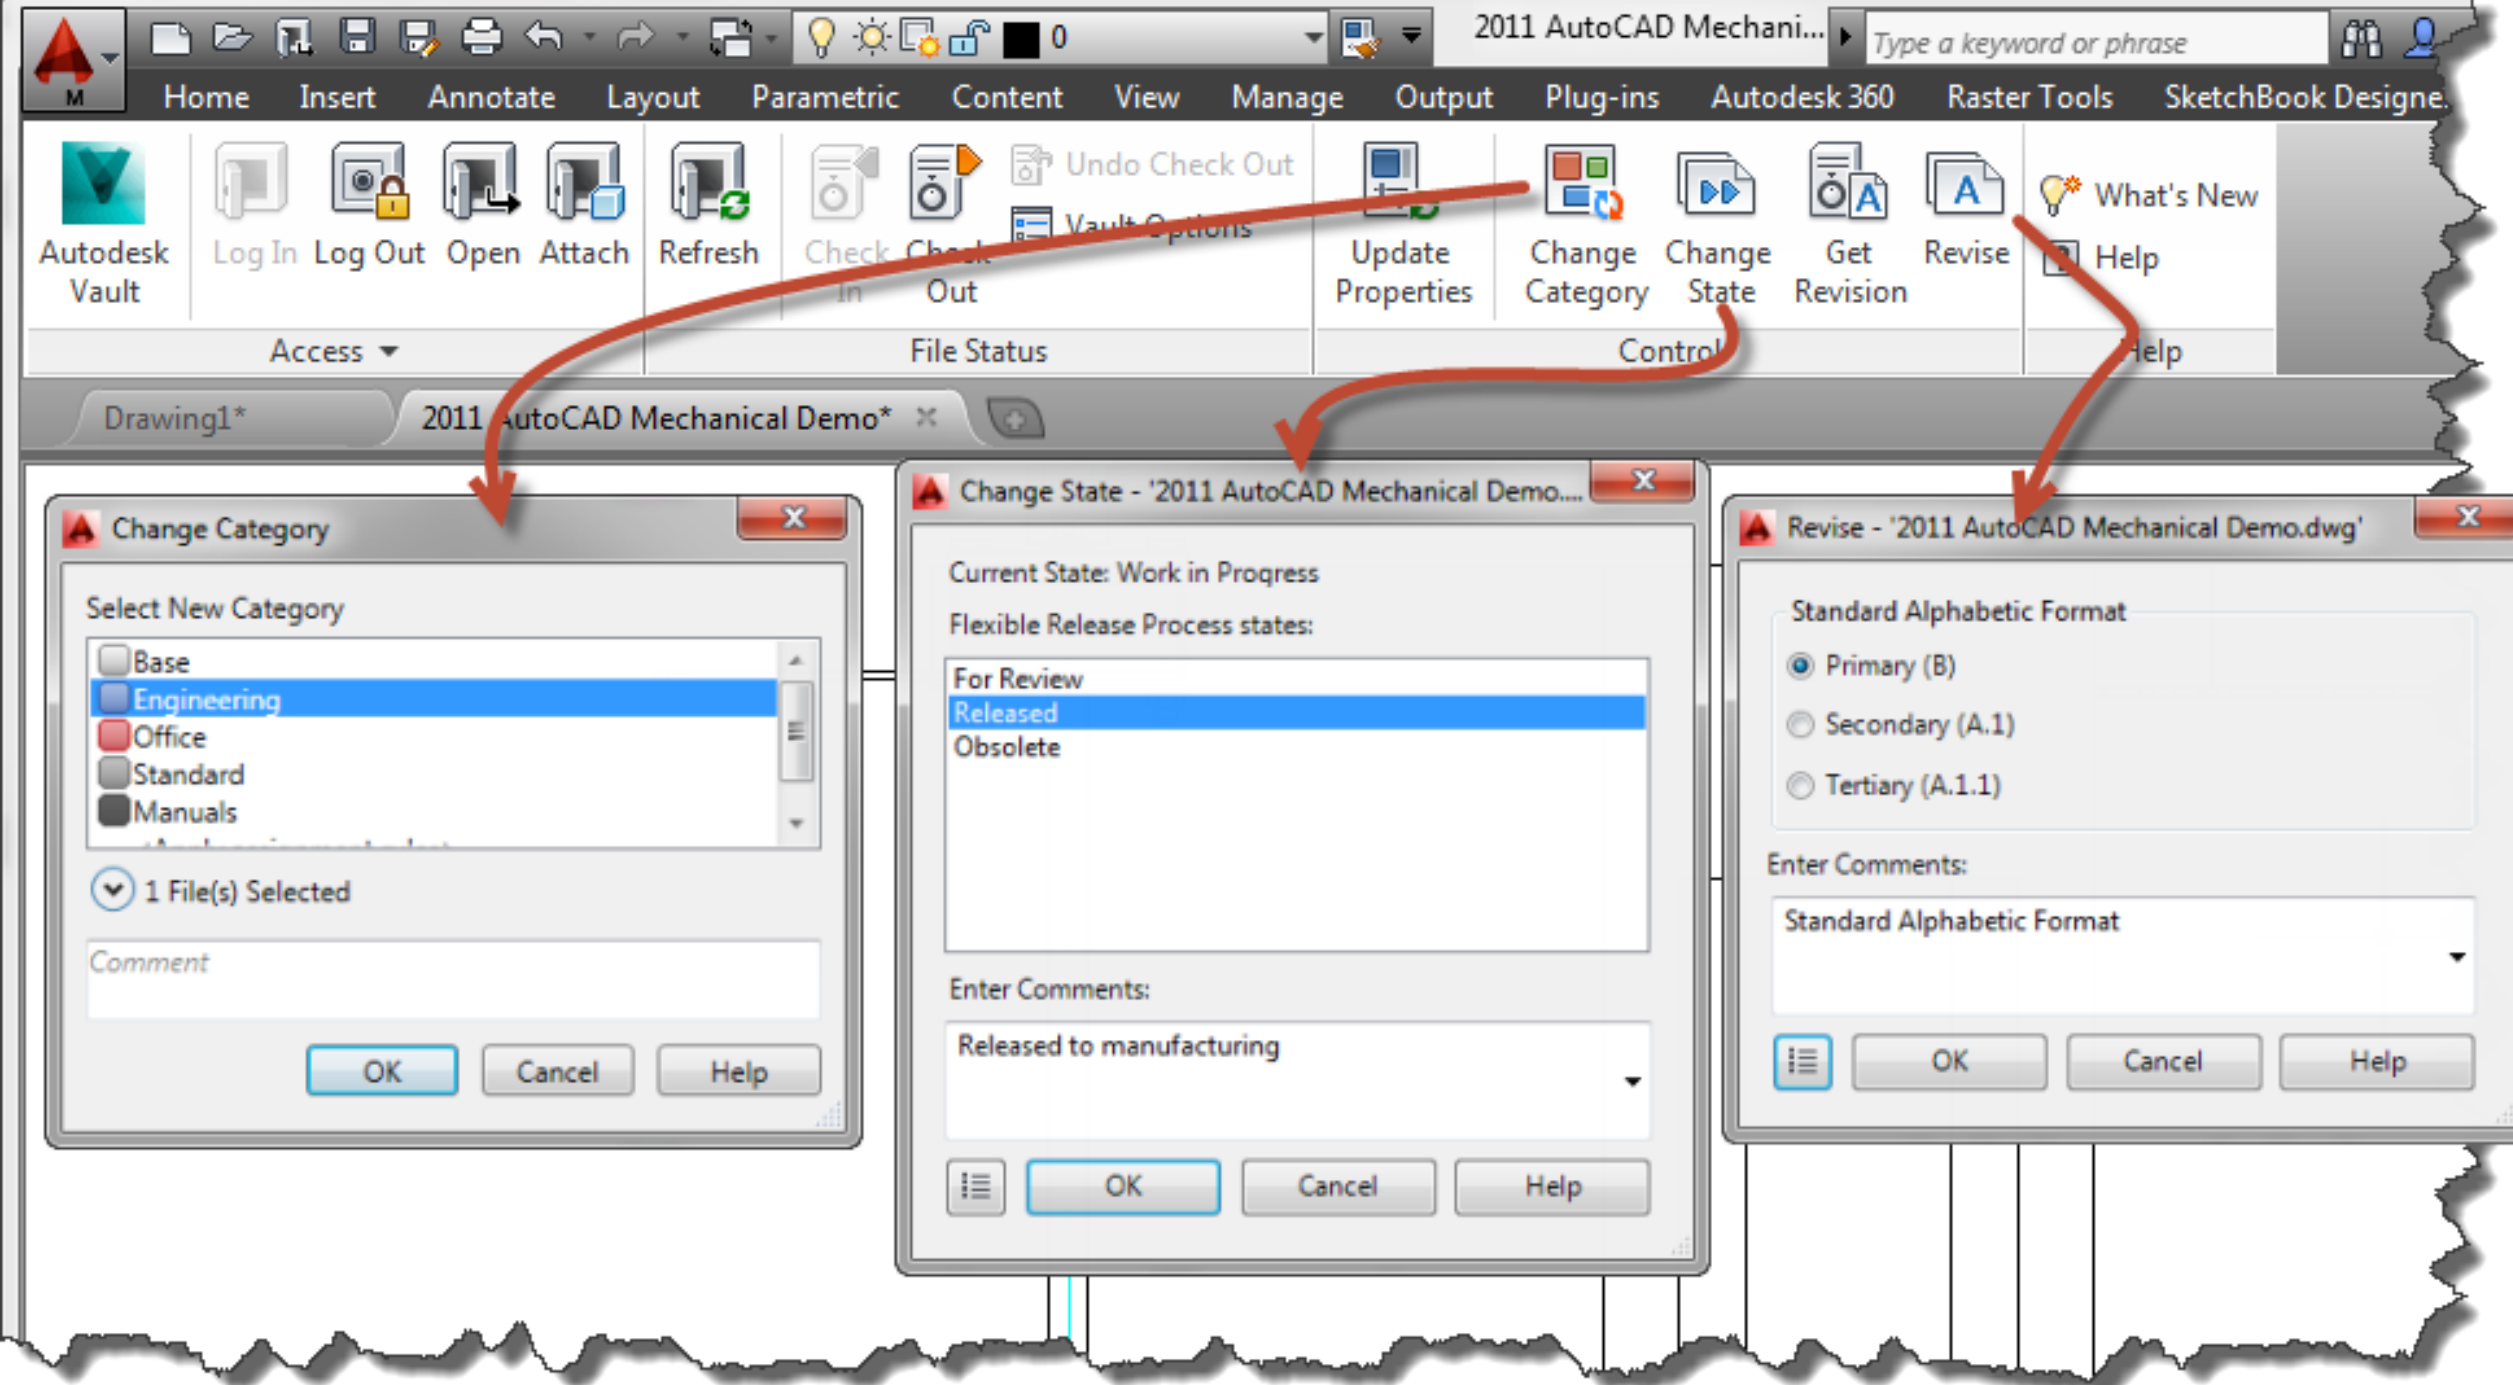 0
2011 AutoCAD Mechani...
Type a keyword or phrase
M
Home Insert Annotate Layout Parametric Content View Manage Output Plug-ins Autodesk 360 Raster Tools SketchBook Designe
Autodesk Vault
Log In
Log Out
Open
Attach
Refresh
Check In
Check Out
Undo Check Out
Vault Options
Update Properties
Change Category
Change State
Get Revision
Revise
What's New
Help
Access
File Status
Control
Help
Drawing1*
2011 AutoCAD Mechanical Demo*
Change Category
Select New Category
Base
Engineering
Office
Standard
Manuals
1 File(s) Selected
Comment
OK Cancel Help
Change State - '2011 AutoCAD Mechanical Demo....
Current State: Work in Progress
Flexible Release Process states:
For Review
Released
Obsolete
Enter Comments:
Released to manufacturing
OK Cancel Help
Revise - '2011 AutoCAD Mechanical Demo.dwg'
Standard Alphabetic Format
Primary (B)
Secondary (A.1)
Tertiary (A.1.1)
Enter Comments:
Standard Alphabetic Format
OK Cancel Help